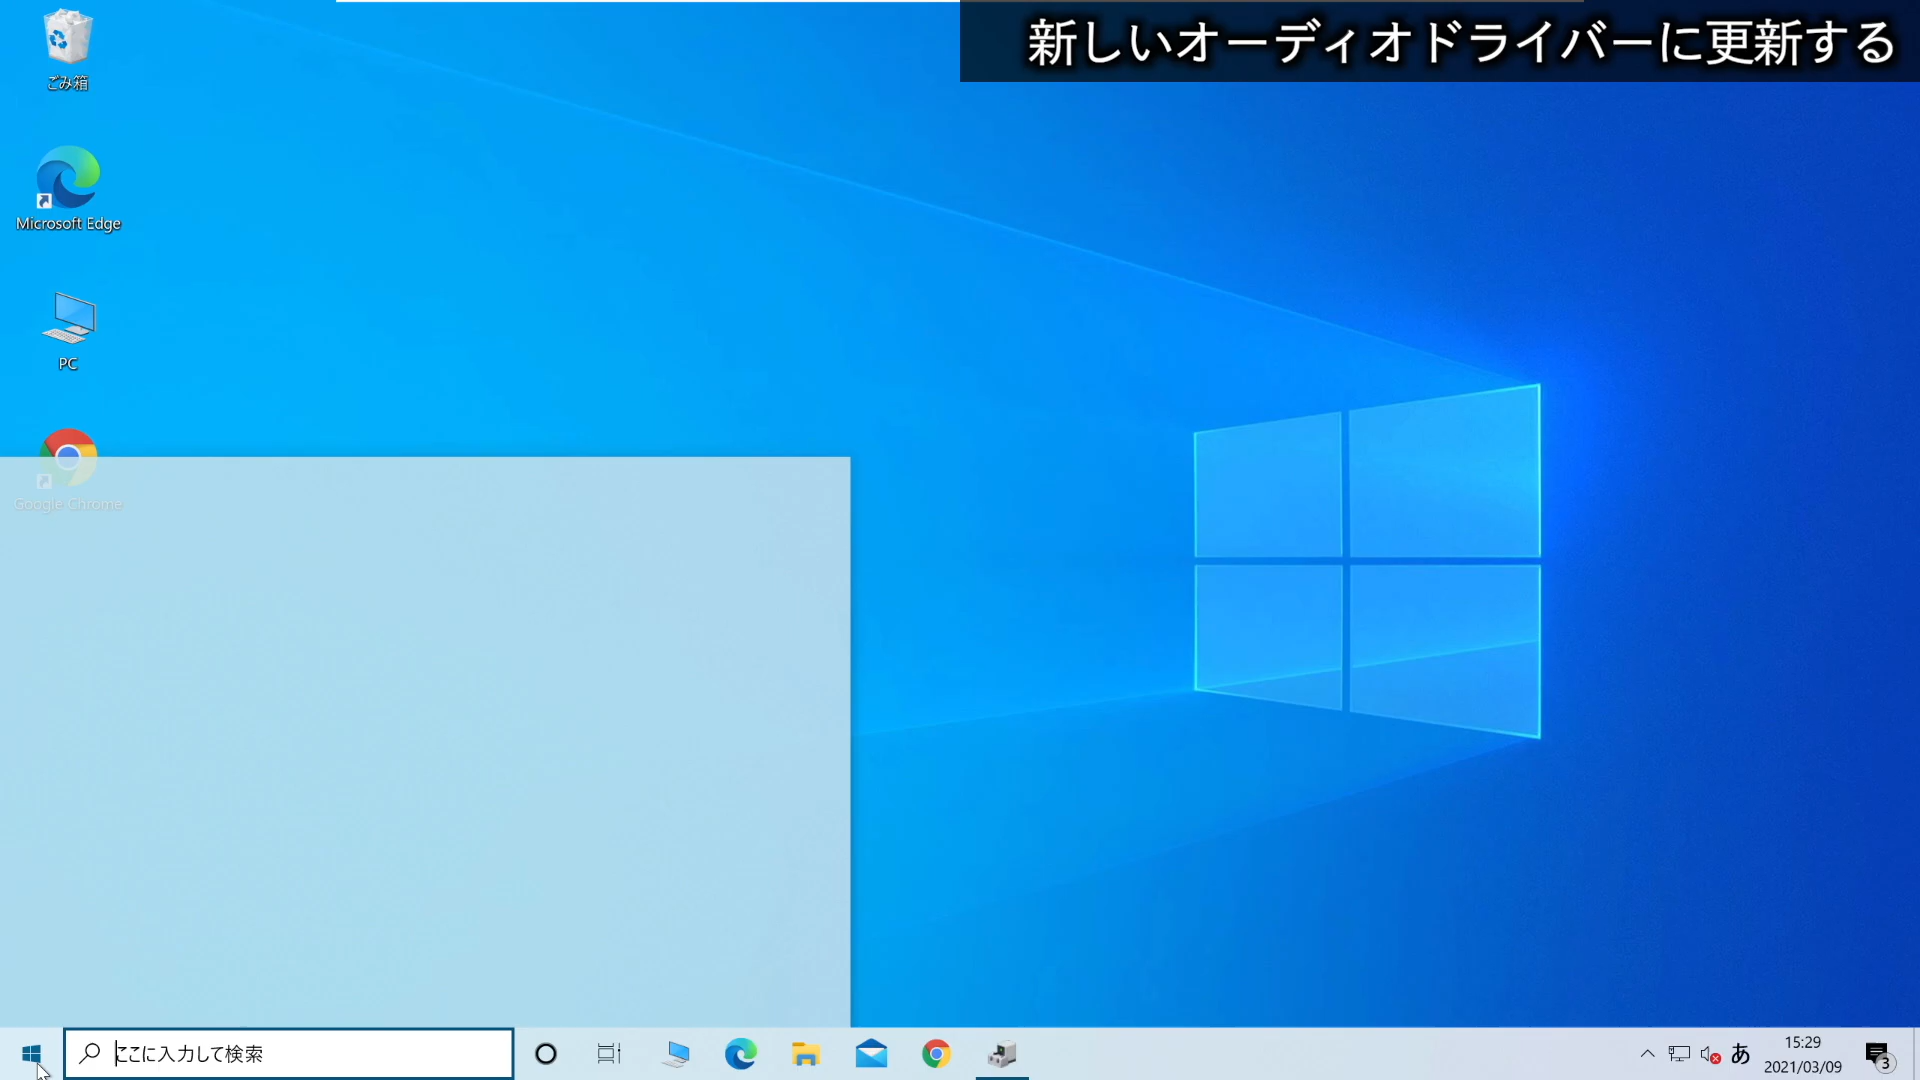 新しいオーディオドライバーに更新する
ごみ箱
Microsoft Edge
PC
Google Chrome
ここに入力して検索
あ
15:29
2021/03/09
3